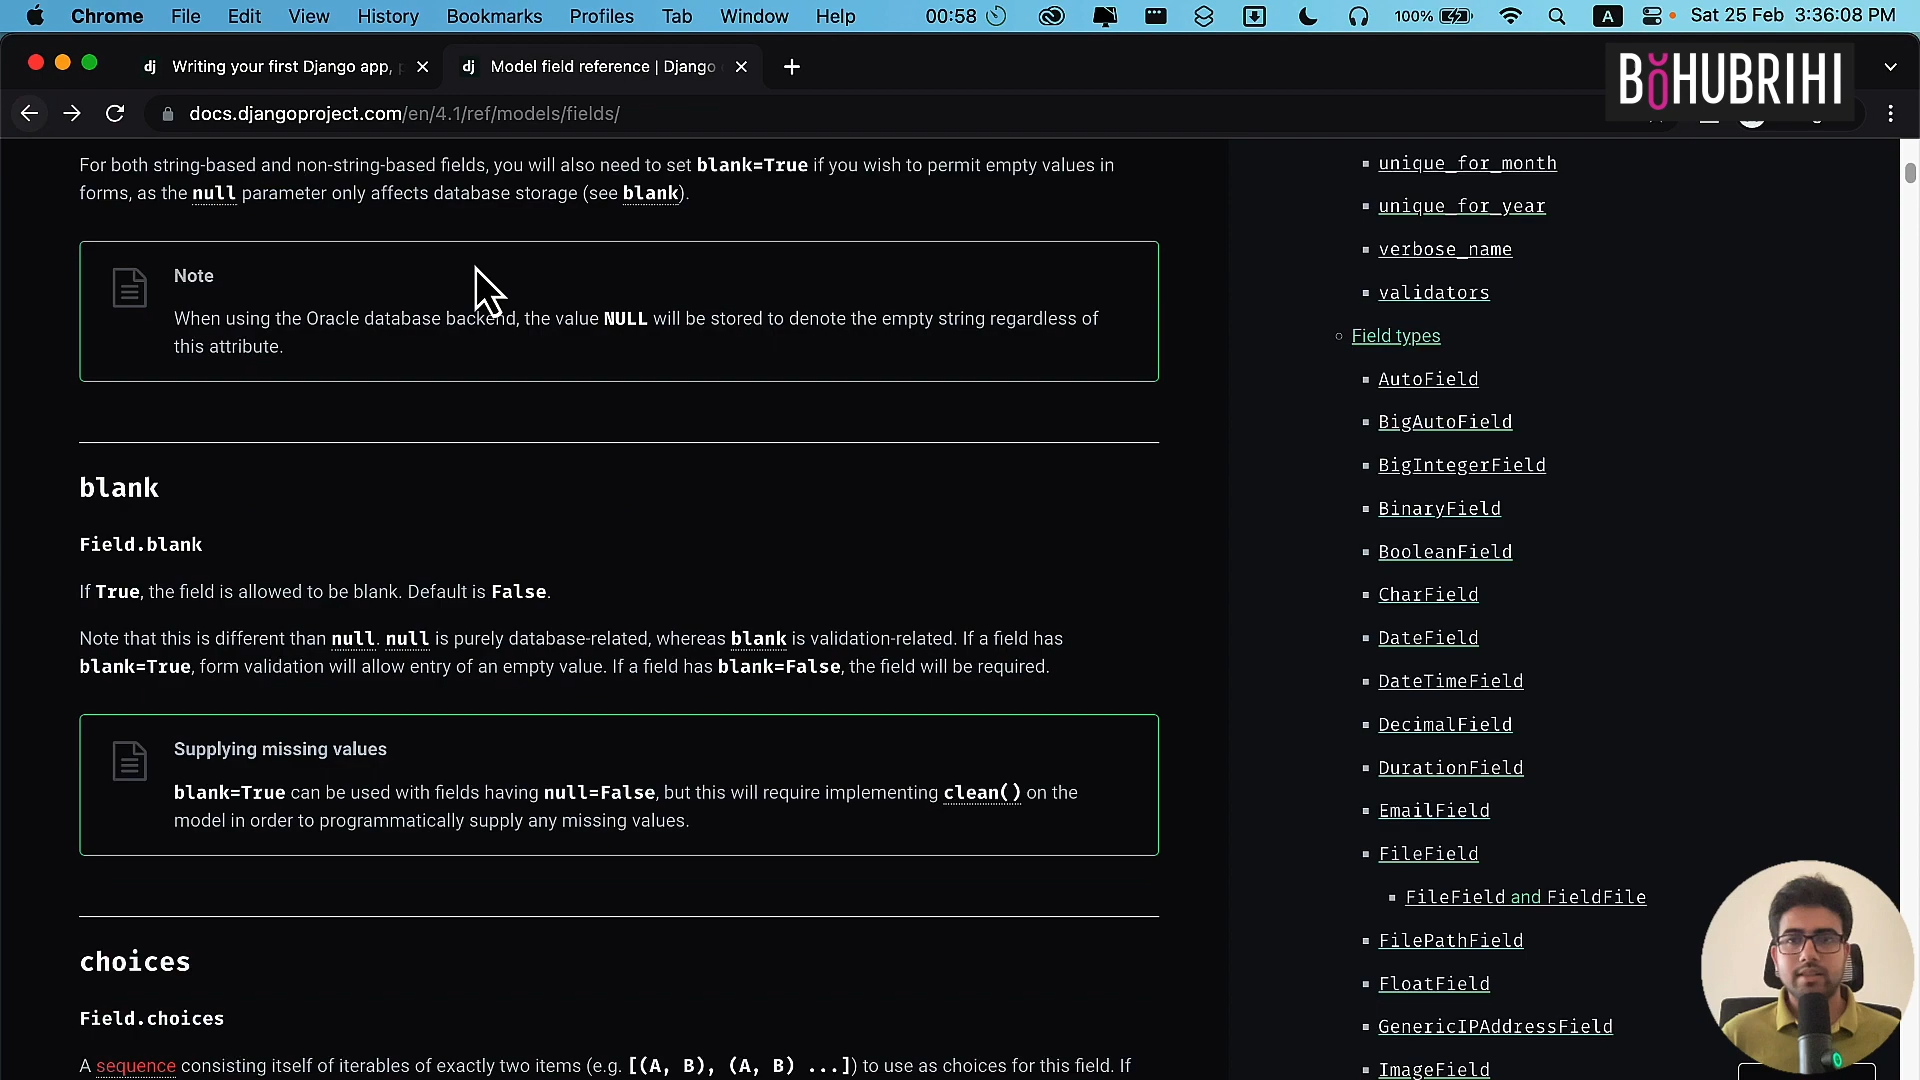 Chrome File Edit View History Bookmarks Profiles Tab Window Help 00:58 100% A Sat 25 Feb 3:36:08 PM
dj Writing your first Django app, dj Model field reference | Django
BOHUBRIHI
docs.djangoproject.com/en/4.1/ref/models/fields/
For both string-based and non-string-based fields, you will also need to set blank=True if you wish to permit empty values in
forms, as the null parameter only affects database storage (see blank).
Note
When using the Oracle database backend, the value NULL will be stored to denote the empty string regardless of
this attribute.
blank
Field.blank
If True, the field is allowed to be blank. Default is False.
Note that this is different than null. null is purely database-related, whereas blank is validation-related. If a field has
blank=True, form validation will allow entry of an empty value. If a field has blank=False, the field will be required.
Supplying missing values
blank=True can be used with fields having null=False, but this will require implementing clean() on the
model in order to programmatically supply any missing values.
choices
Field.choices
A sequence consisting itself of iterables of exactly two items (e.g. [(A, B), (A, B) ...]) to use as choices for this field. If
unique_for_month
unique_for_year
verbose_name
validators
Field types
AutoField
BigAutoField
BigIntegerField
BinaryField
BooleanField
CharField
DateField
DateTimeField
DecimalField
DurationField
EmailField
FileField
FileField and FieldFile
FilePathField
FloatField
GenericIPAddressField
ImageField